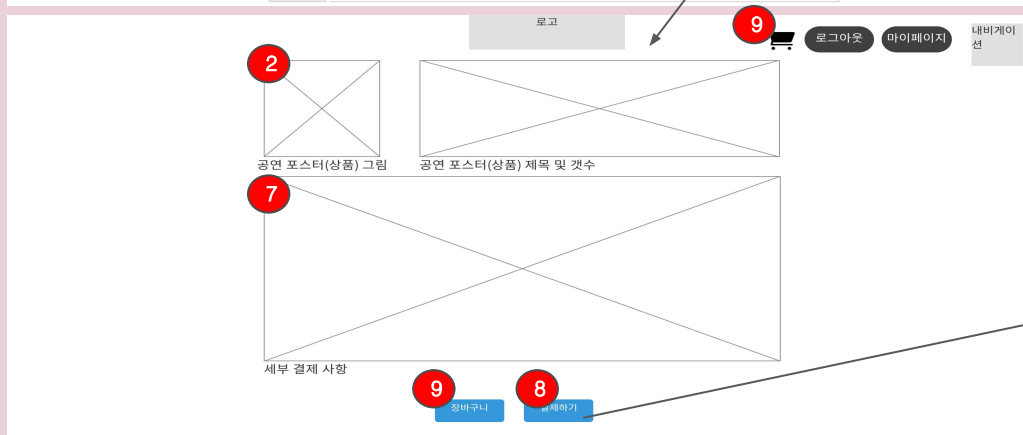 로고
9
로그아웃
마이페이지
내비게이
션
2
공연 포스터(상품) 그림
공연 포스터(상품) 제목 및 갯수
7
세부 결제 사항
9
8
장바구니
결제하기